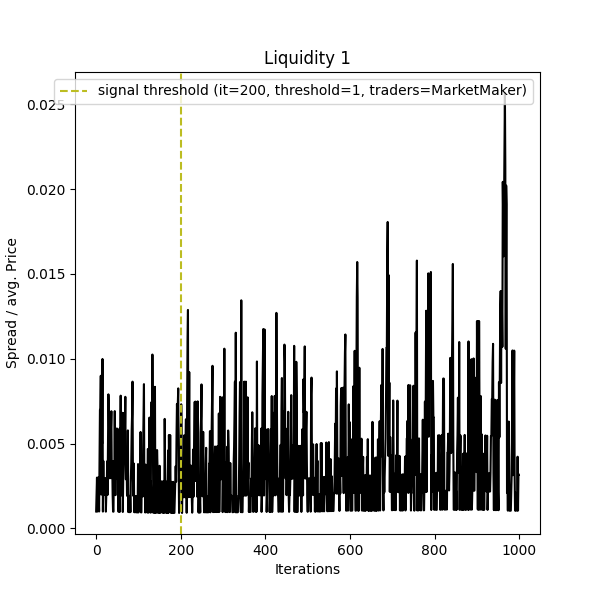 Liquidity 1
signal threshold (it=200, threshold=1, traders=MarketMaker)
0.025
0.020
0.015
0.010
0.005
0.000
Spread / avg. Price
0 200 400 600 800 1000
Iterations